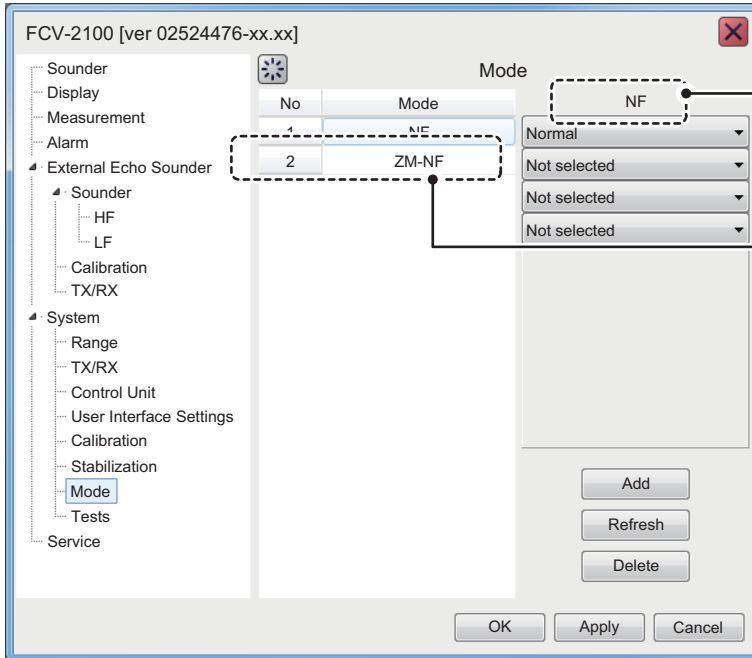 FCV-2100 [ver 02524476-xx.xx]
Sounder
Display
Measurement
Alarm
External Echo Sounder
Sounder
HF
LF
Calibration
TX/RX
System
Range
TX/RX
Control Unit
User Interface Settings
Calibration
Stabilization
Mode
Tests
Service
Mode
No Mode NF
1 NF Normal
2 ZM-NF Not selected
Not selected
Not selected
Add
Refresh
Delete
OK Apply Cancel